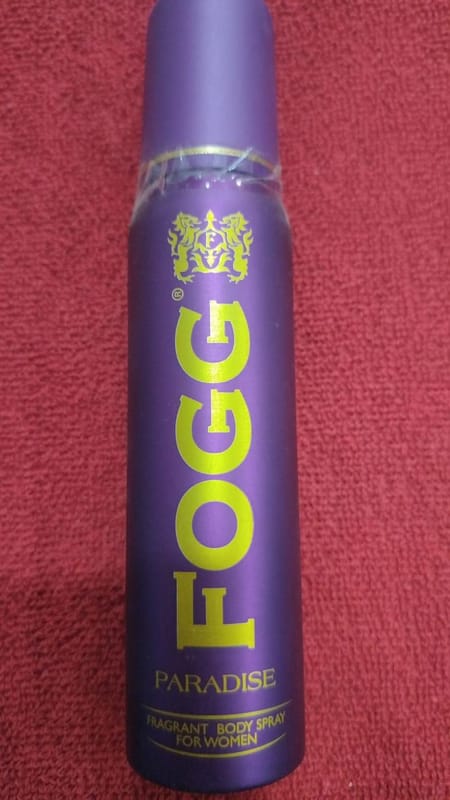 F
FOGG®
PARADISE
FRAGRANT BODY SPRAY
FOR WOMEN